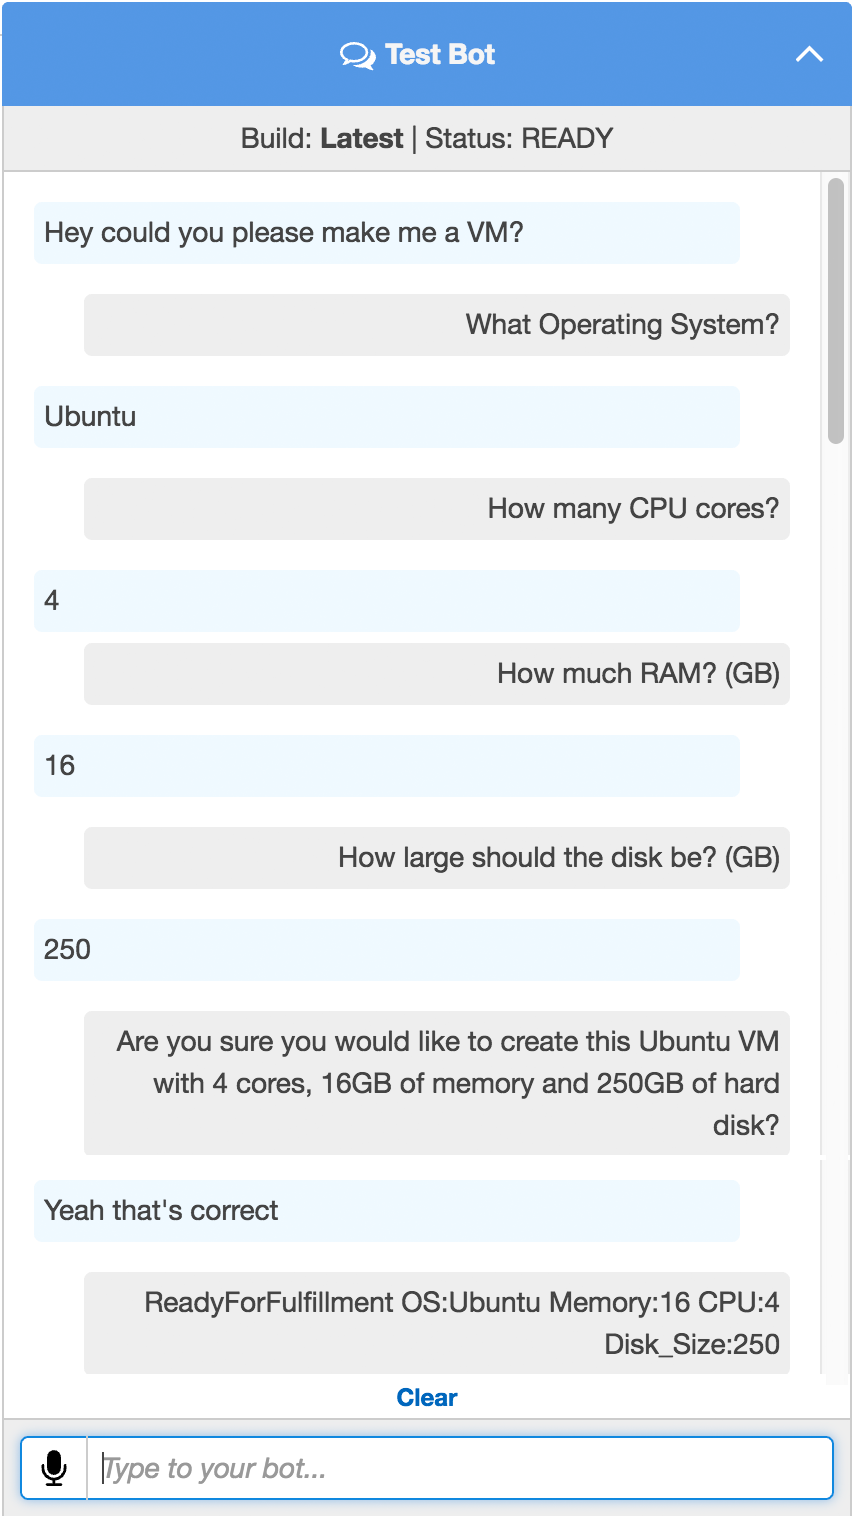 Test Bot
Build: Latest | Status: READY
Hey could you please make me a VM?
What Operating System?
Ubuntu
How many CPU cores?
4
How much RAM? (GB)
16
How large should the disk be? (GB)
250
Are you sure you would like to create this Ubuntu VM
with 4 cores, 16GB of memory and 250GB of hard
disk?
Yeah that's correct
ReadyForFulfillment OS:Ubuntu Memory:16 CPU:4
Disk_Size:250
Clear
Type to your bot...